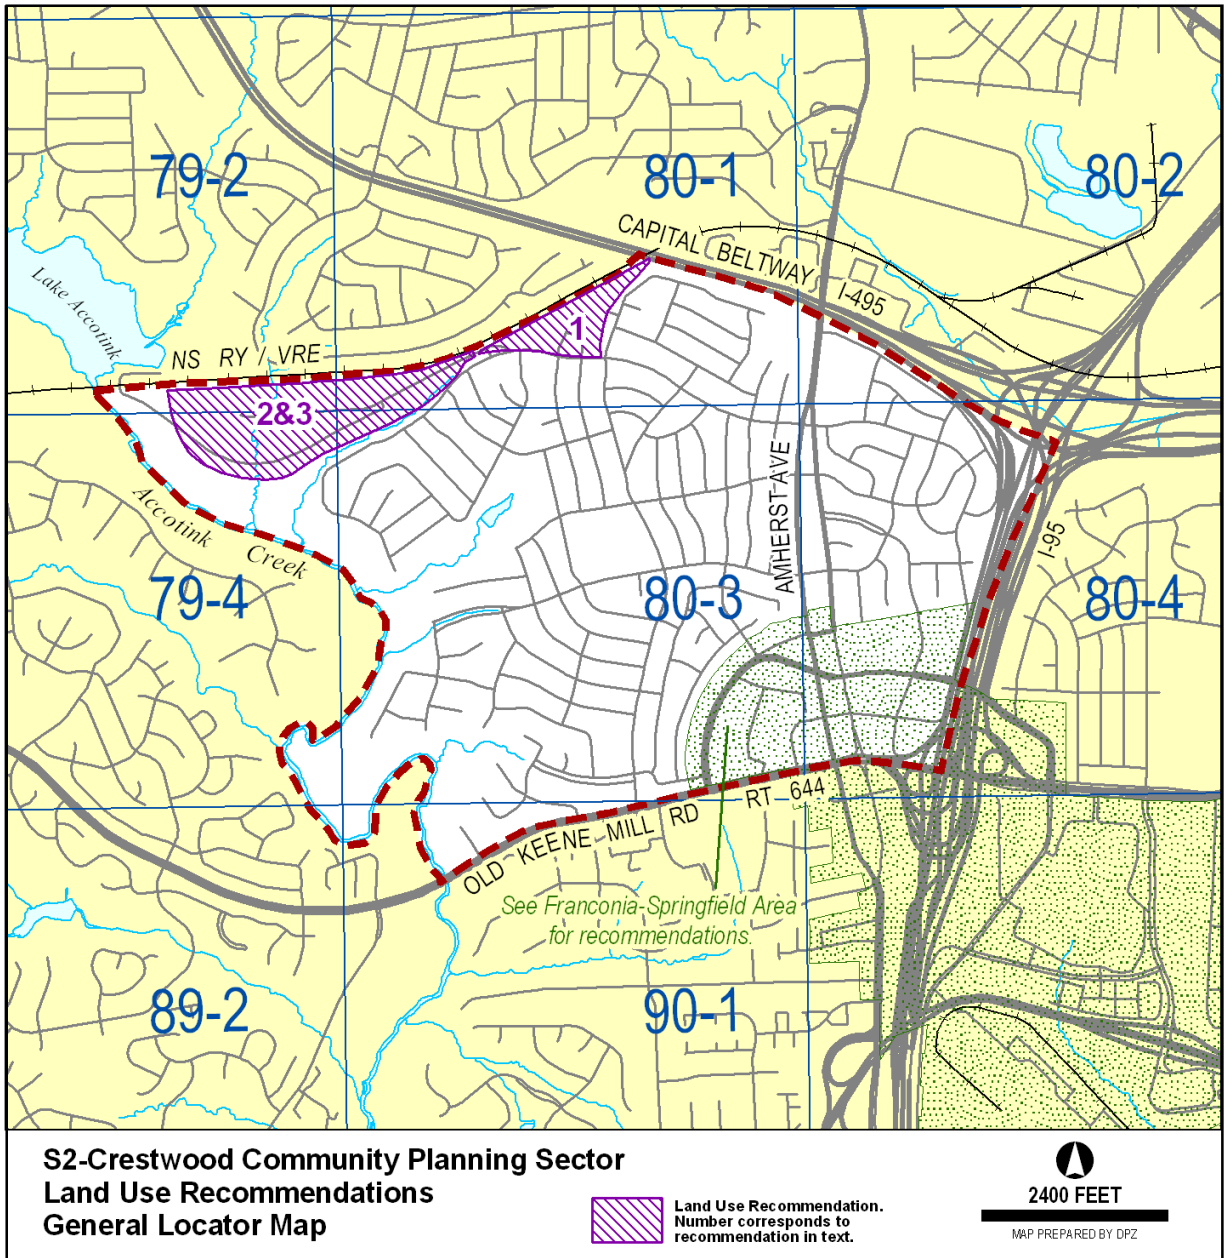 79-2
80-1
80-2
CAPITAL BELTWAY I-495
Lake Accotink
NS RY / VRE
1
2&3
AMHERST AVE
I-95
Accotink Creek
79-4
80-3
80-4
OLD KEENE MILL RD RT 644
See Franconia-Springfield Area
for recommendations.
89-2
90-1
S2-Crestwood Community Planning Sector
Land Use Recommendations
General Locator Map
Land Use Recommendation.
Number corresponds to
recommendation in text.
2400 FEET
MAP PREPARED BY DPZ